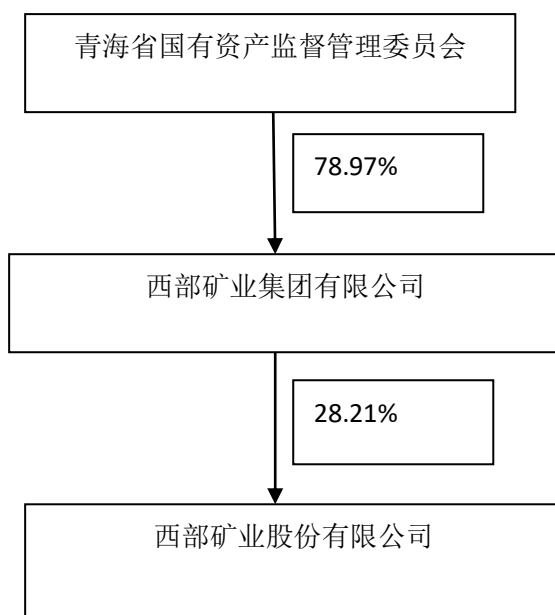 青海省国有资产监督管理委员会
78.97%
西部矿业集团有限公司
28.21%
西部矿业股份有限公司